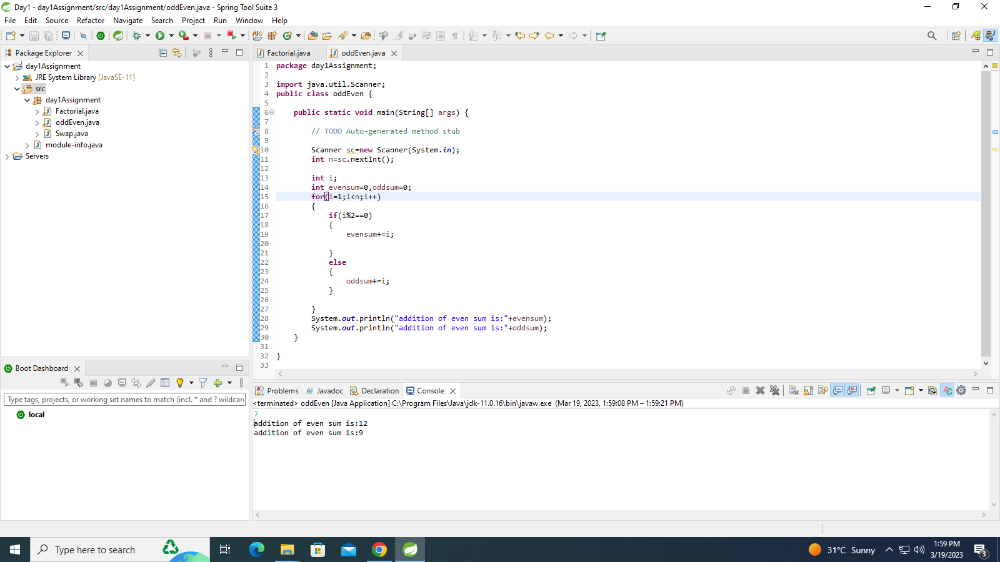 Day1 - day1Assignment/src/day1Assignment/oddEven.java - Spring Tool Suite 3
File Edit Source Refactor Navigate Search Project Run Window Help
Package Explorer
day1Assignment
JRE System Library [JavaSE-11]
src
day1Assignment
Factorial.java
oddEven.java
Swap.java
module-info.java
Servers
Boot Dashboard
Type tags, projects, or working set names to match (incl. * and ? wildcar
local
Factorial.java oddEven.java
1 package day1Assignment;
2
3 import java.util.Scanner;
4 public class oddEven {
5
6 public static void main(String[] args) {
7
8 // TODO Auto-generated method stub
9
10 Scanner sc=new Scanner(System.in);
11 int n=sc.nextInt();
12
13 int i;
14 int evensum=0,oddsum=0;
15 for(i=1;i<n;i++)
16 {
17 if(i%2==0)
18 {
19 evensum+=i;
20
21 }
22 else
23 {
24 oddsum+=i;
25 }
26
27 }
28 System.out.println("addition of even sum is:"+evensum);
29 System.out.println("addition of even sum is:"+oddsum);
30 }
31
32 }
33
Problems @ Javadoc Declaration Console
<terminated> oddEven [Java Application] C:\Program Files\Java\jdk-11.0.16\bin\javaw.exe (Mar 19, 2023, 1:59:08 PM – 1:59:21 PM)
7
addition of even sum is:12
addition of even sum is:9
Type here to search
31°C Sunny
1:59 PM
3/19/2023
3